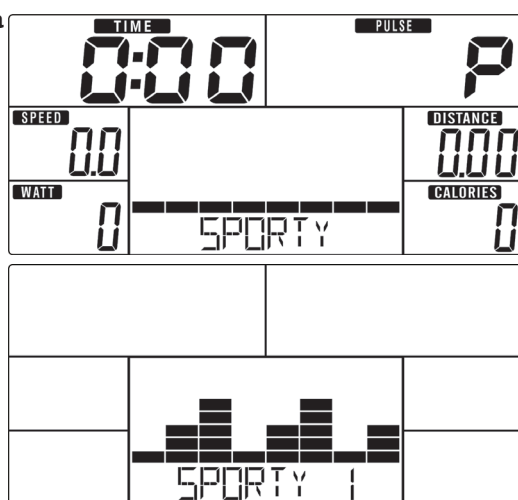 a
TIME PULSE
0:00 P
SPEED DISTANCE
0.0 0.00
WATT CALORIES
0 0
SPORTY
SPORTY 1